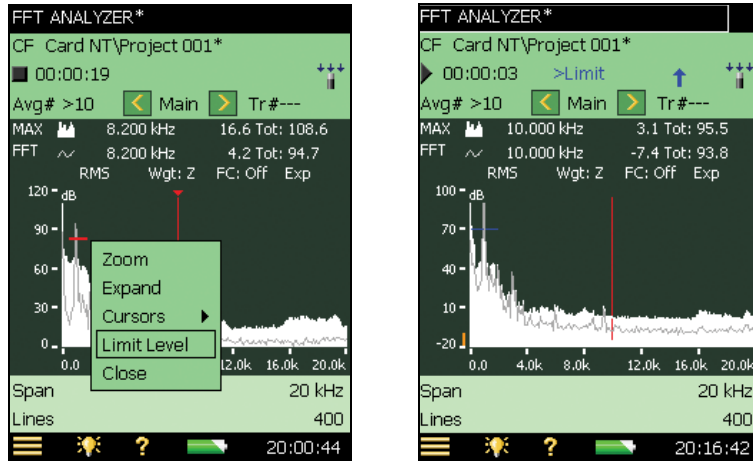 FFT ANALYZER*
CF Card NT\Project 001*
00:00:19
Avg# >10 < Main > Tr#---
MAX 8.200 kHz 16.6 Tot: 108.6
FFT 8.200 kHz 4.2 Tot: 94.7
RMS Wgt: Z FC: Off Exp
120 dB
90
60
30
0
Zoom
Expand
Cursors
Limit Level
Close
0.0 12.0k 16.0k 20.0k
Span 20 kHz
Lines 400
? 20:00:44
FFT ANALYZER*
CF Card NT\Project 001*
00:00:03 >Limit
Avg# >10 < Main > Tr#---
MAX 10.000 kHz 3.1 Tot: 95.5
FFT 10.000 kHz -7.4 Tot: 93.8
RMS Wgt: Z FC: Off Exp
100 dB
70
40
10
-20
0.0 4.0k 8.0k 12.0k 16.0k 20.0k
Span 20 kHz
Lines 400
? 20:16:42